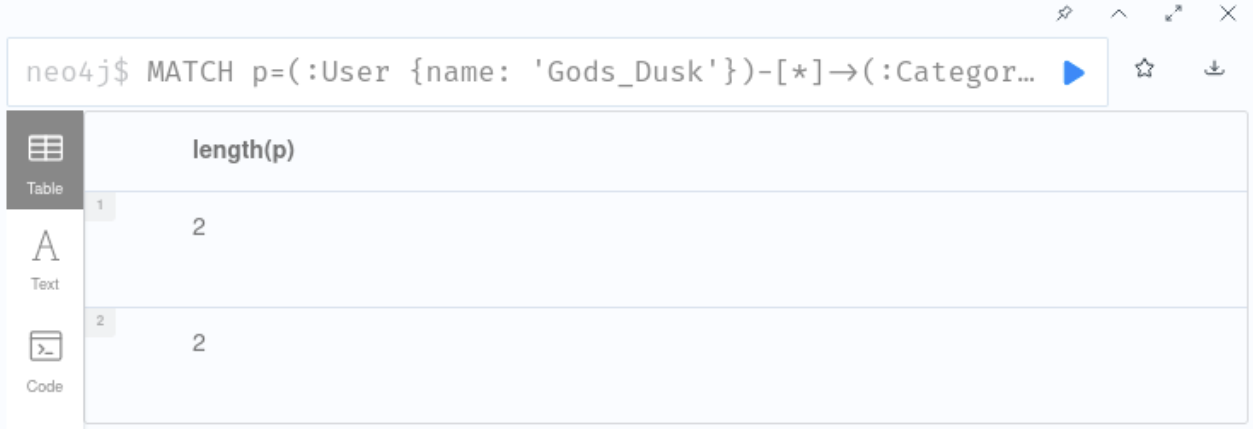 neo4j$ MATCH p=(:User {name: 'Gods_Dusk'})-[*]->(:Categor…
Table
length(p)
1
2
Text
2
2
Code